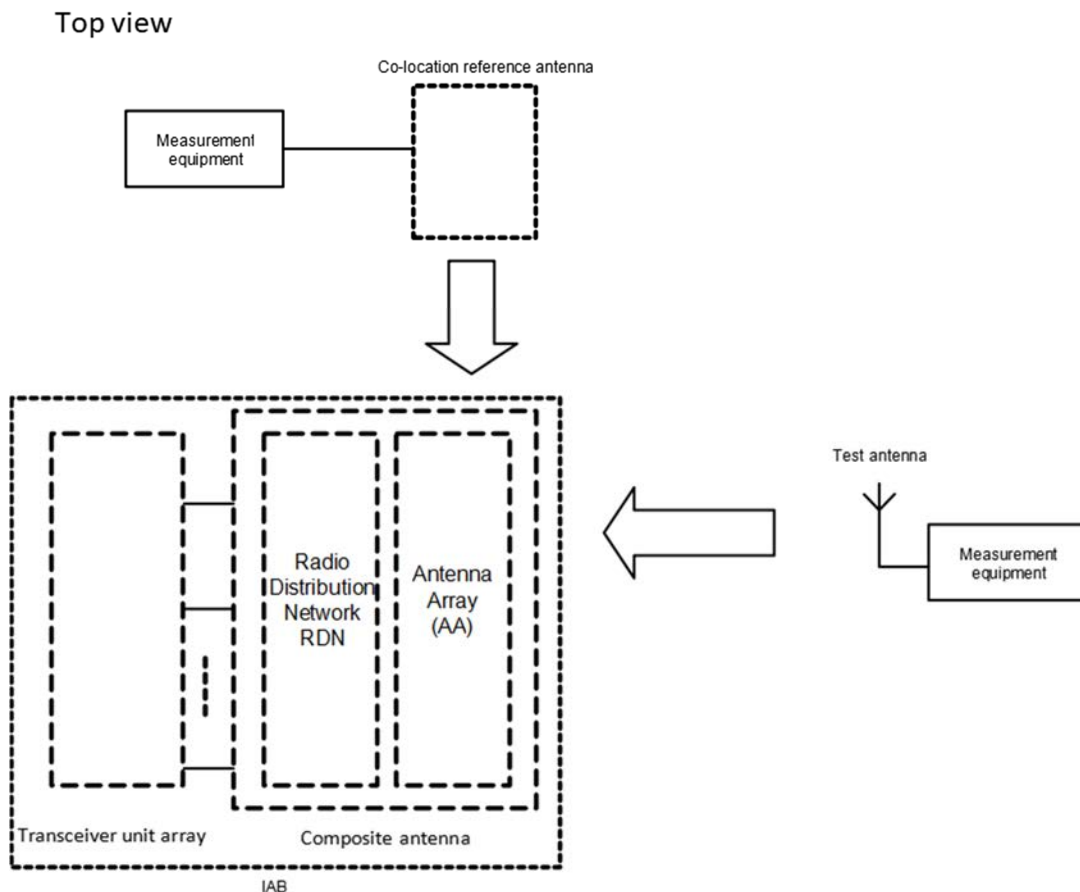 Top view
Co-location reference antenna
Measurement
equipment
Test antenna
Measurement
equipment
Radio
Distribution
Network
RDN
Antenna
Array
(AA)
Transceiver unit array
Composite antenna
IAB